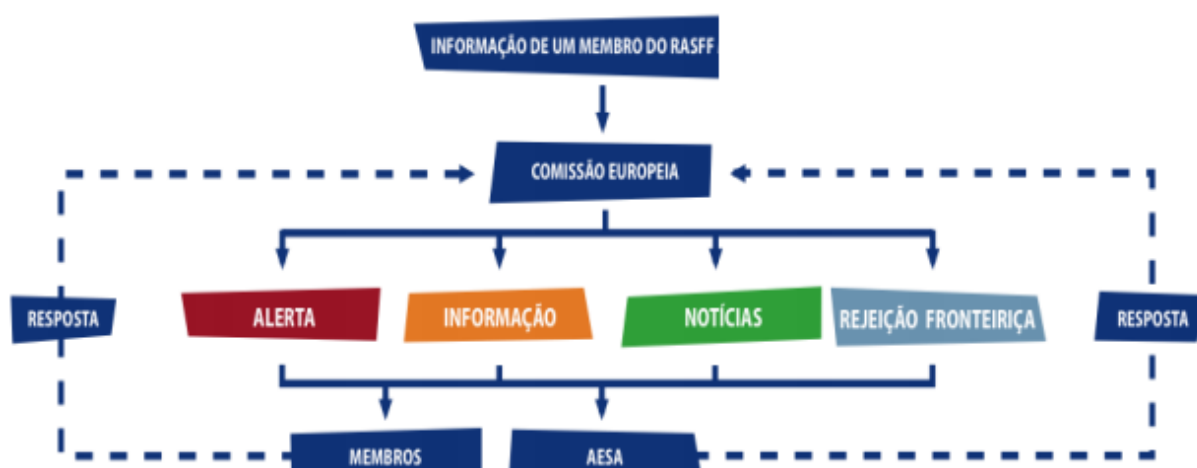 INFORMAÇÃO DE UM MEMBRO DO RASFF
COMISSÃO EUROPEIA
ALERTA
INFORMAÇÃO
NOTÍCIAS
REJEIÇÃO FRONTEIRIÇA
RESPOSTA
RESPOSTA
MEMBROS
AESA